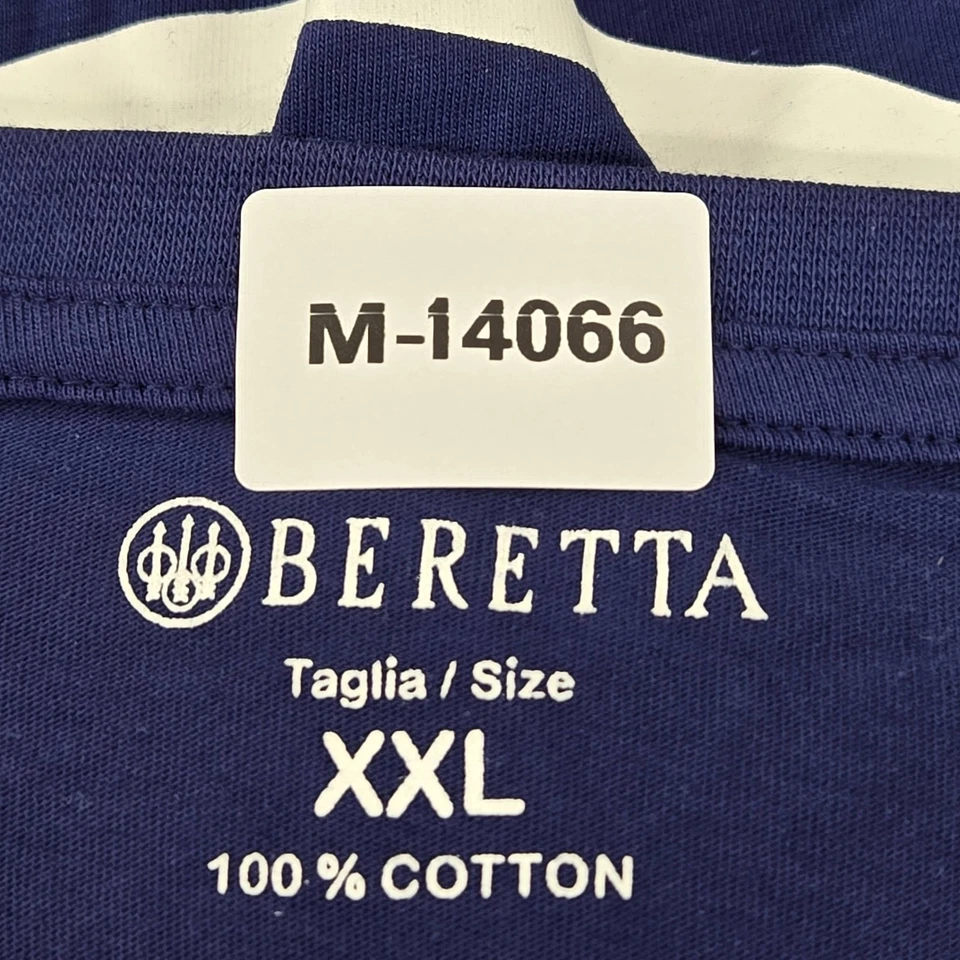 M-14066
BERETTA
Taglia / Size
XXL
100 % COTTON